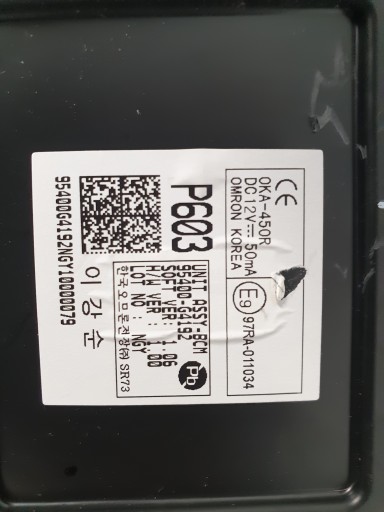 CE
OKA-450R
DC12V 50mA
OMRON KOREA
E9 97RA-011034
P603
UNIT ASSY-BCM
95400-G4192
SOFT VER: 1.06
H/W VER : 1.00
LOT NO : NGY
Pb
한국오므론전장㈜ SR73
95400G4192NGY10000079
이강순